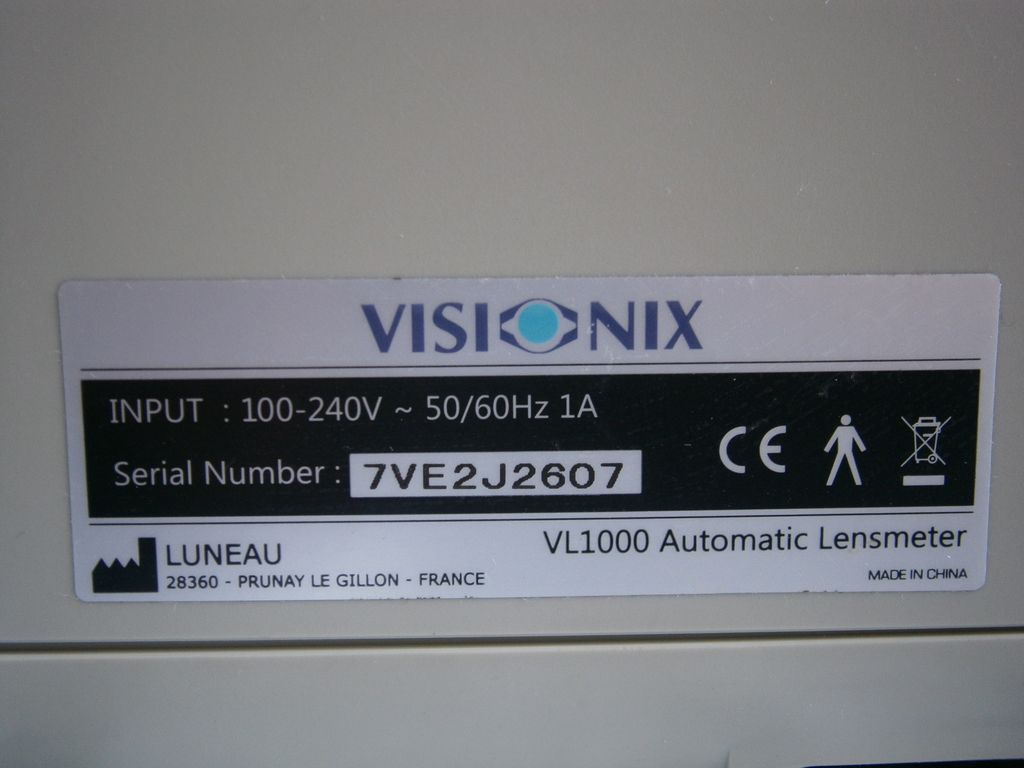 VISIONIX
INPUT : 100-240V ~ 50/60Hz 1A
Serial Number : 7VE2J2607
CE
LUNEAU
28360 - PRUNAY LE GILLON - FRANCE
VL1000 Automatic Lensmeter
MADE IN CHINA